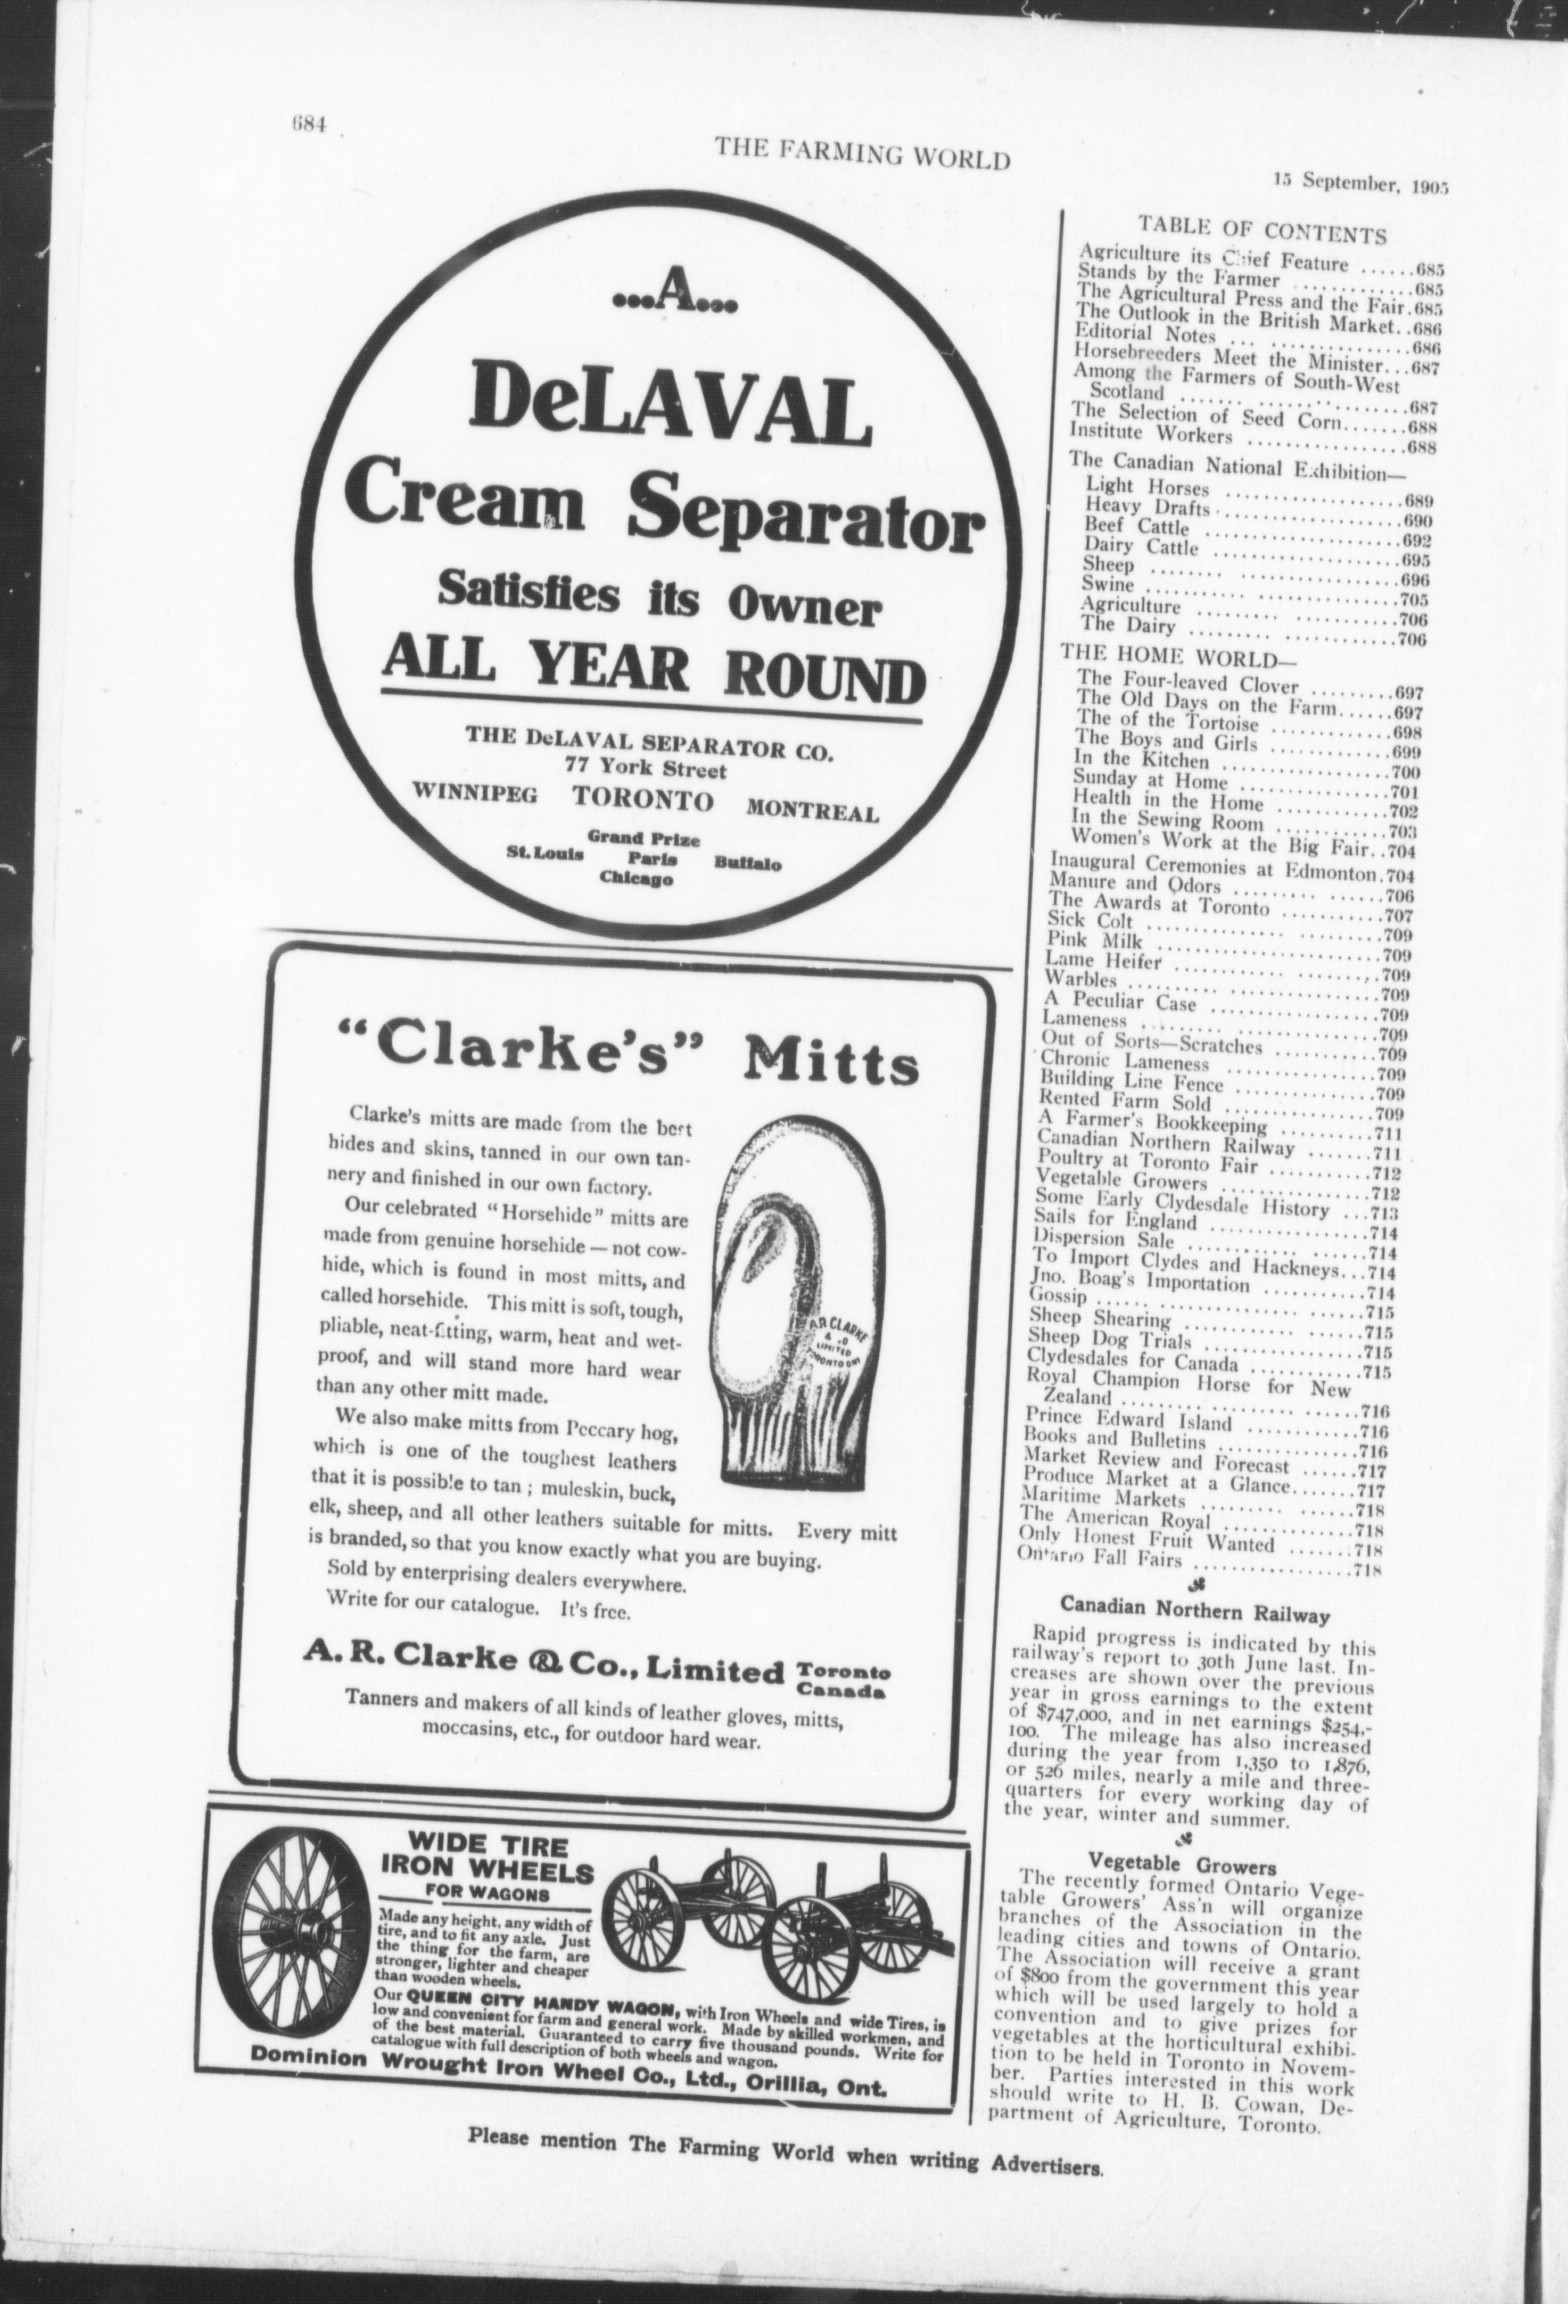 684
THE FARMING WORLD
15 September, 1905
...A...
DeLAVAL
Cream Separator
Satisfies its Owner
ALL YEAR ROUND
THE DeLAVAL SEPARATOR CO.
77 York Street
WINNIPEG TORONTO MONTREAL
Grand Prize
St. Louis Paris Buffalo
Chicago
“Clarke’s” Mitts
Clarke's mitts are made from the best
hides and skins, tanned in our own tan-
nery and finished in our own factory.
Our celebrated “Horsehide” mitts are
made from genuine horsehide — not cow-
hide, which is found in most mitts, and
called horsehide. This mitt is soft, tough,
pliable, neat-fitting, warm, heat and wet-
proof, and will stand more hard wear
than any other mitt made.
We also make mitts from Peccary hog,
which is one of the toughest leathers
that it is possible to tan; muleskin, buck,
elk, sheep, and all other leathers suitable for mitts. Every mitt
is branded, so that you know exactly what you are buying.
Sold by enterprising dealers everywhere.
Write for our catalogue. It's free.
A.R. CLARKE
& CO
LIMITED
TORONTO ONT
A. R. Clarke & Co., Limited Toronto
Canada
Tanners and makers of all kinds of leather gloves, mitts,
moccasins, etc., for outdoor hard wear.
WIDE TIRE
IRON WHEELS
FOR WAGONS
Made any height, any width of
tire, and to fit any axle. Just
the thing for the farm, are
stronger, lighter and cheaper
than wooden wheels.
Our QUEEN CITY HANDY WAGON, with Iron Wheels and wide Tires, is
low and convenient for farm and general work. Made by skilled workmen, and
of the best material. Guaranteed to carry five thousand pounds. Write for
catalogue with full description of both wheels and wagon.
Dominion Wrought Iron Wheel Co., Ltd., Orillia, Ont.
TABLE OF CONTENTS
Agriculture its Chief Feature ......685
Stands by the Farmer .............685
The Agricultural Press and the Fair.685
The Outlook in the British Market..686
Editorial Notes ... ...............686
Horsebreeders Meet the Minister...687
Among the Farmers of South-West
Scotland ....... .................687
The Selection of Seed Corn.......688
Institute Workers .................688
The Canadian National Exhibition—
Light Horses ...................689
Heavy Drafts ...................690
Beef Cattle .....................692
Dairy Cattle ....................695
Sheep ........ .................696
Swine ........... ...............705
Agriculture ......... ...........706
The Dairy ......... ............706
THE HOME WORLD—
The Four-leaved Clover .........697
The Old Days on the Farm......697
The of the Tortoise .............698
The Boys and Girls .............699
In the Kitchen ..................700
Sunday at Home ................701
Health in the Home ............702
In the Sewing Room ............703
Women's Work at the Big Fair..704
Inaugural Ceremonies at Edmonton.704
Manure and Odors ......... ......706
The Awards at Toronto ...........707
Sick Colt ............... .........709
Pink Milk ........................709
Lame Heifer ............ .........709
Warbles .......... ................709
A Peculiar Case ..................709
Lameness ......... ...............709
Out of Sorts—Scratches ...........709
Chronic Lameness ................709
Building Line Fence ...............709
Rented Farm Sold ................709
A Farmer's Bookkeeping ..........711
Canadian Northern Railway .......711
Poultry at Toronto Fair ...........712
Vegetable Growers ................712
Some Early Clydesdale History ...713
Sails for England .................714
Dispersion Sale ............ ......714
To Import Clydes and Hackneys...714
Jno. Boag's Importation ...........714
Gossip ...... ............... ......715
Sheep Shearing ............ ......715
Sheep Dog Trials .................715
Clydesdales for Canada ............715
Royal Champion Horse for New
Zealand ......... ............ ......716
Prince Edward Island ............716
Books and Bulletins ...............716
Market Review and Forecast ......717
Produce Market at a Glance.......717
Maritime Markets ......... ......718
The American Royal ..............718
Only Honest Fruit Wanted .......718
Ontario Fall Fairs .................718
Canadian Northern Railway
Rapid progress is indicated by this
railway's report to 30th June last. In-
creases are shown over the previous
year in gross earnings to the extent
of $747,000, and in net earnings $254,-
100. The mileage has also increased
during the year from 1,350 to 1,876,
or 526 miles, nearly a mile and three-
quarters for every working day of
the year, winter and summer.
Vegetable Growers
The recently formed Ontario Vege-
table Growers' Ass'n will organize
branches of the Association in the
leading cities and towns of Ontario.
The Association will receive a grant
of $800 from the government this year
which will be used largely to hold a
convention and to give prizes for
vegetables at the horticultural exhibi-
tion to be held in Toronto in Novem-
ber. Parties interested in this work
should write to H. B. Cowan, De-
partment of Agriculture, Toronto.
Please mention The Farming World when writing Advertisers.